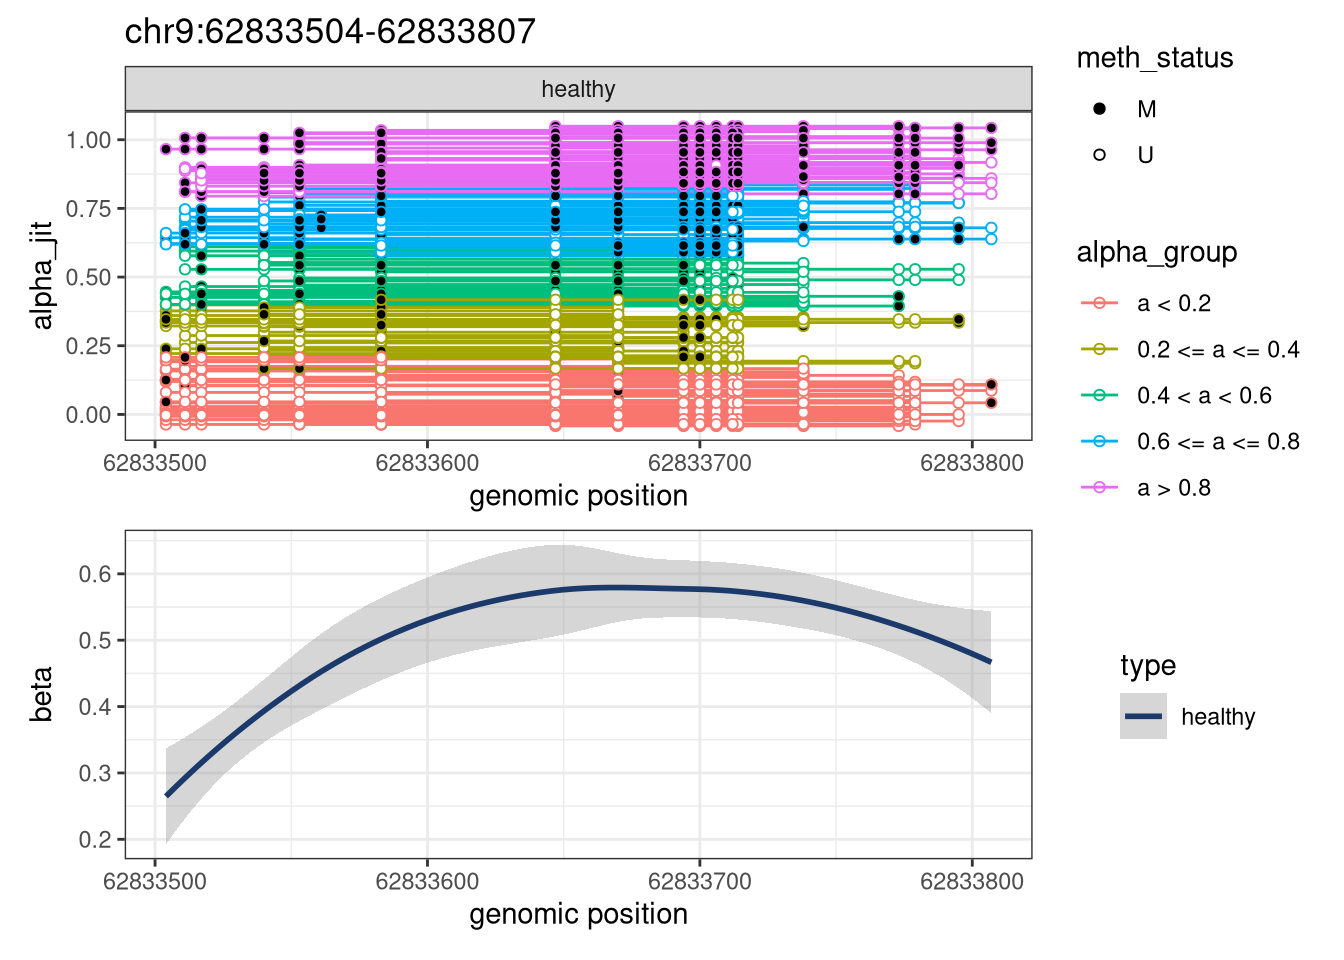 chr9:62833504-62833807
healthy
1.00
0.75
0.50
0.25
0.00
alpha_jit
62833500 62833600 62833700 62833800
genomic position
meth_status
M
U
alpha_group
a < 0.2
0.2 <= a <= 0.4
0.4 < a < 0.6
0.6 <= a <= 0.8
a > 0.8
0.6
0.5
0.4
0.3
0.2
beta
62833500 62833600 62833700 62833800
genomic position
type
healthy